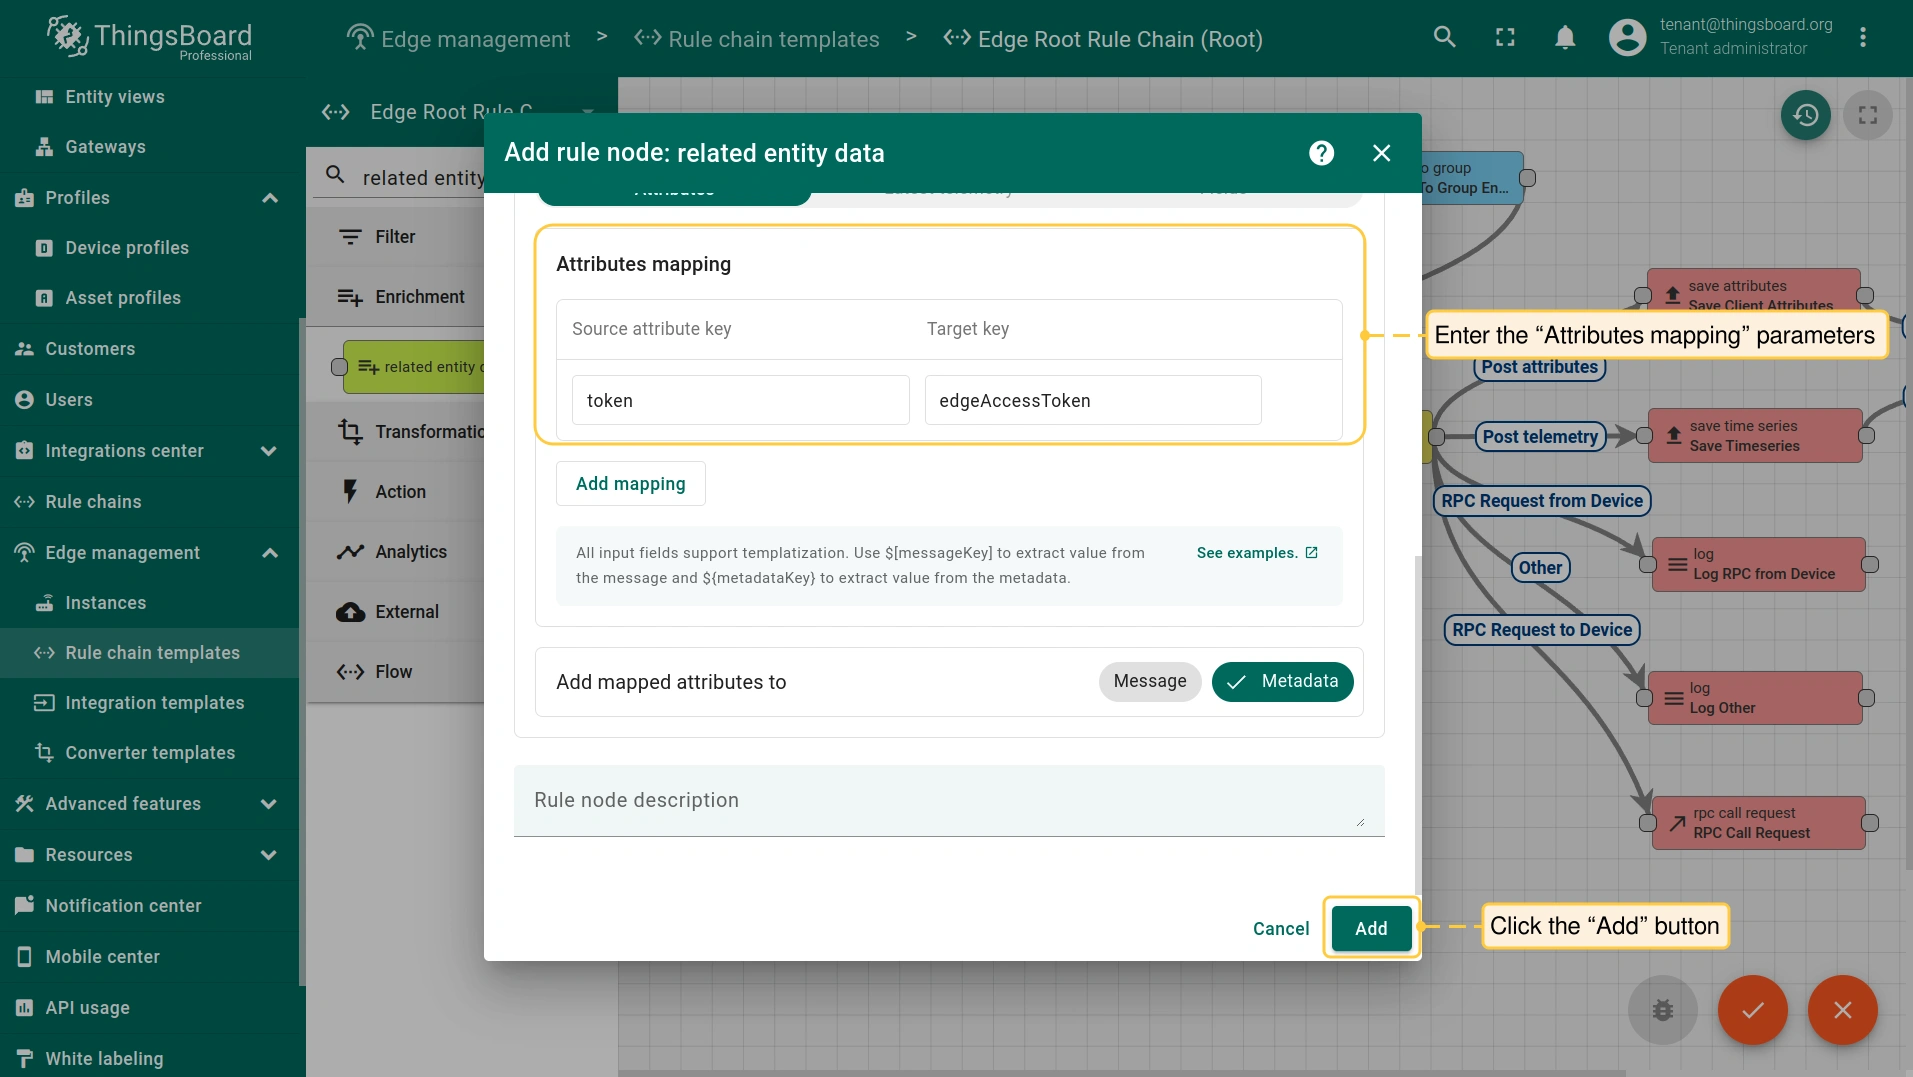 ThingsBoard
Professional
Edge management > Rule chain templates > Edge Root Rule Chain (Root)
tenant@thingsboard.org
Tenant administrator
Entity views
Gateways
Profiles
Device profiles
Asset profiles
Customers
Users
Integrations center
Rule chains
Edge management
Instances
Rule chain templates
Integration templates
Converter templates
Advanced features
Resources
Notification center
Mobile center
API usage
White labeling
Edge Root Rule C
related entity
Filter
Enrichment
related entity
Transformatio
Action
Analytics
External
Flow
Add rule node: related entity data
Attributes
Latest telemetry
Fields
Attributes mapping
Source attribute key
Target key
token
edgeAccessToken
Add mapping
All input fields support templatization. Use $[messageKey] to extract value from
the message and ${metadataKey} to extract value from the metadata.
See examples.
Add mapped attributes to
Message
Metadata
Rule node description
Cancel
Add
o group
To Group En...
save attributes
Save Client Attributes
Enter the “Attributes mapping” parameters
Post attributes
Post telemetry
save time series
Save Timeseries
RPC Request from Device
log
Log RPC from Device
Other
RPC Request to Device
log
Log Other
rpc call request
RPC Call Request
Click the “Add” button